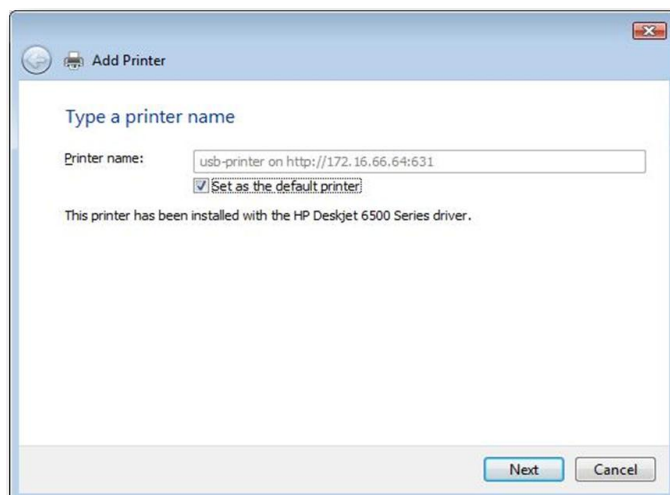 Add Printer
Type a printer name
Printer name:
usb-printer on http://172.16.66.64:631
Set as the default printer
This printer has been installed with the HP Deskjet 6500 Series driver.
Next
Cancel